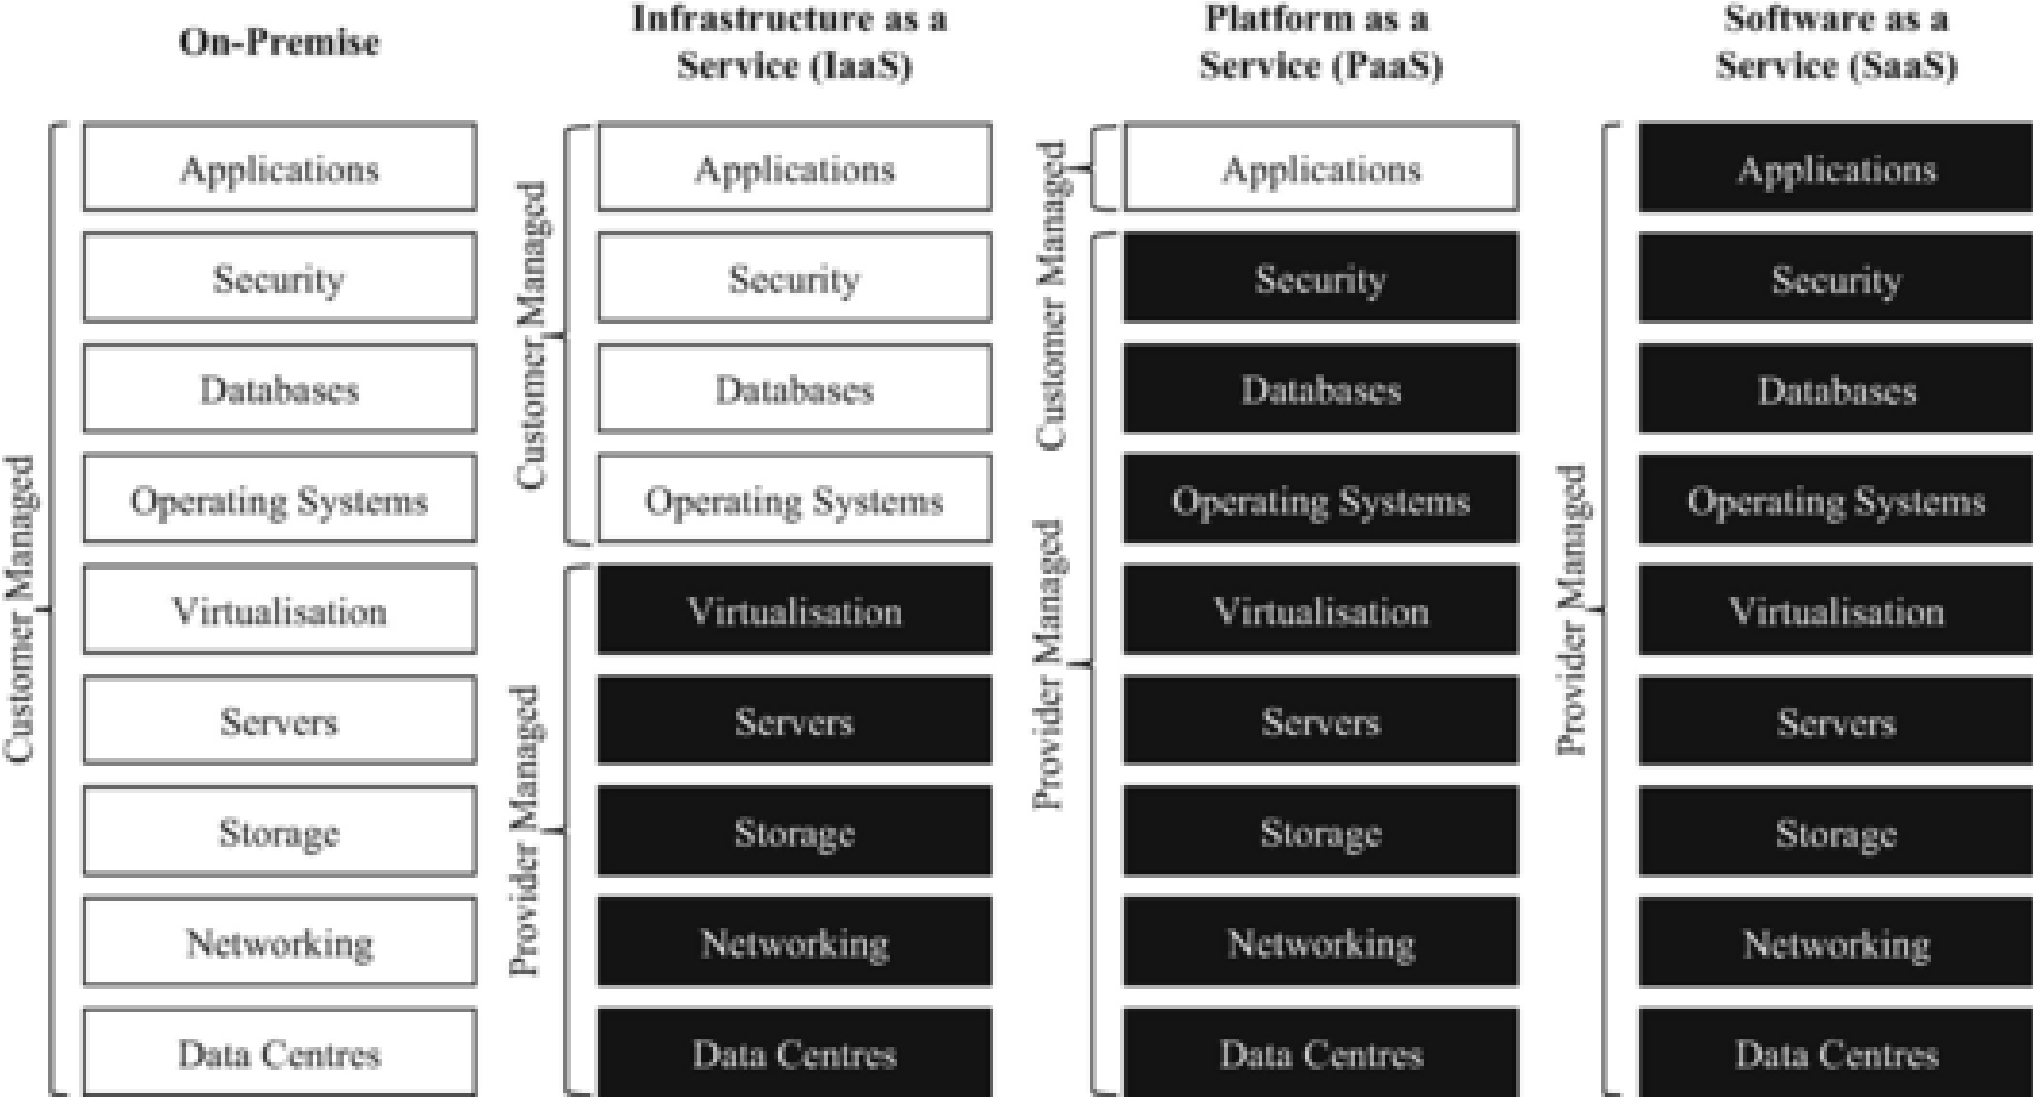 On-Premise
Customer Managed
Applications
Security
Databases
Operating Systems
Virtualisation
Servers
Storage
Networking
Data Centres
Infrastructure as a
Service (IaaS)
Customer Managed
Provider Managed
Applications
Security
Databases
Operating Systems
Virtualisation
Servers
Storage
Networking
Data Centres
Platform as a
Service (PaaS)
Customer Managed
Provider Managed
Applications
Security
Databases
Operating Systems
Virtualisation
Servers
Storage
Networking
Data Centres
Software as a
Service (SaaS)
Provider Managed
Applications
Security
Databases
Operating Systems
Virtualisation
Servers
Storage
Networking
Data Centres